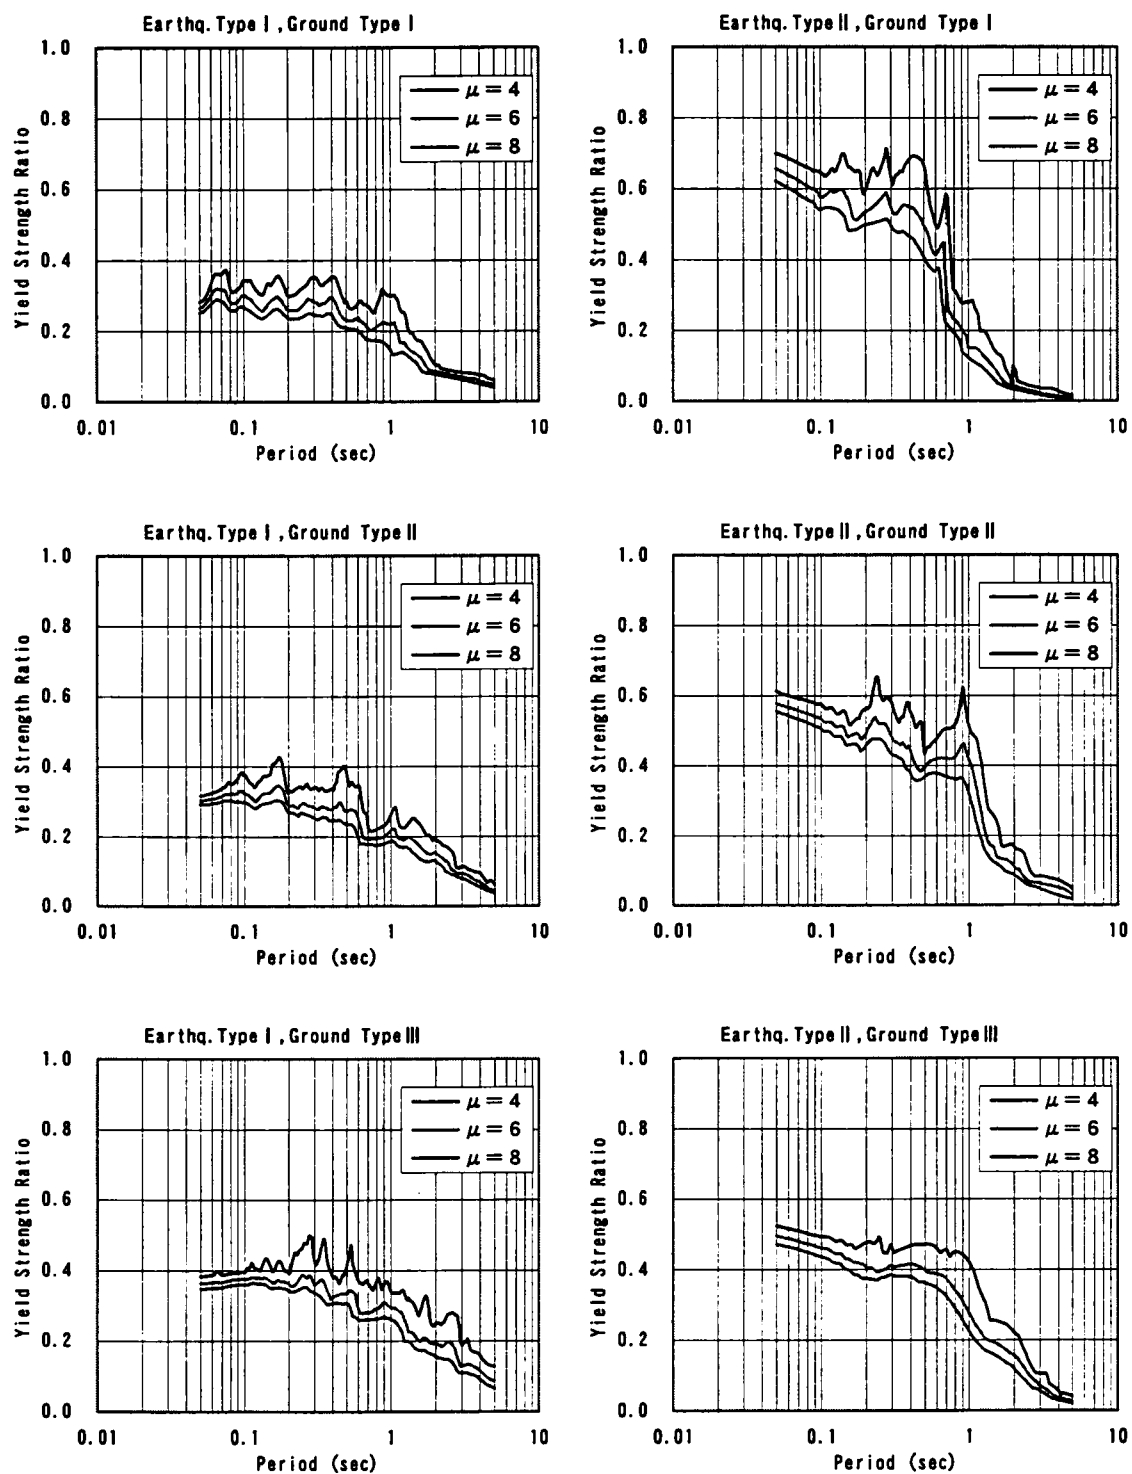 Earthq. Type I, Ground Type I
1.0
0.8
0.6
0.4
0.2
0.0
Yield Strength Ratio
μ = 4
μ = 6
μ = 8
0.01 0.1 1 10
Period (sec)
Earthq. Type II, Ground Type I
1.0
0.8
0.6
0.4
0.2
0.0
Yield Strength Ratio
μ = 4
μ = 6
μ = 8
0.01 0.1 1 10
Period (sec)
Earthq. Type I, Ground Type II
1.0
0.8
0.6
0.4
0.2
0.0
Yield Strength Ratio
μ = 4
μ = 6
μ = 8
0.01 0.1 1 10
Period (sec)
Earthq. Type II, Ground Type II
1.0
0.8
0.6
0.4
0.2
0.0
Yield Strength Ratio
μ = 4
μ = 6
μ = 8
0.01 0.1 1 10
Period (sec)
Earthq. Type I, Ground Type III
1.0
0.8
0.6
0.4
0.2
0.0
Yield Strength Ratio
μ = 4
μ = 6
μ = 8
0.01 0.1 1 10
Period (sec)
Earthq. Type II, Ground Type III
1.0
0.8
0.6
0.4
0.2
0.0
Yield Strength Ratio
μ = 4
μ = 6
μ = 8
0.01 0.1 1 10
Period (sec)